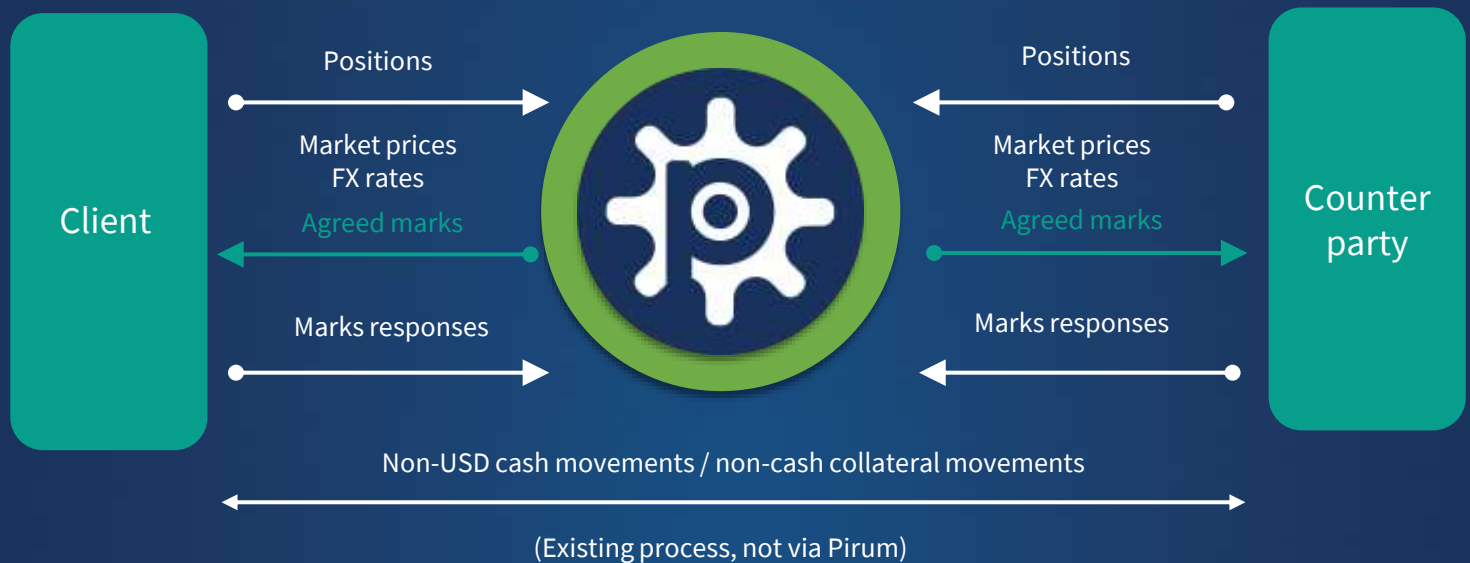 Client
Positions
Market prices
FX rates
Agreed marks
Marks responses
Positions
Market prices
FX rates
Agreed marks
Marks responses
Counter
party
Non-USD cash movements / non-cash collateral movements
(Existing process, not via Pirum)